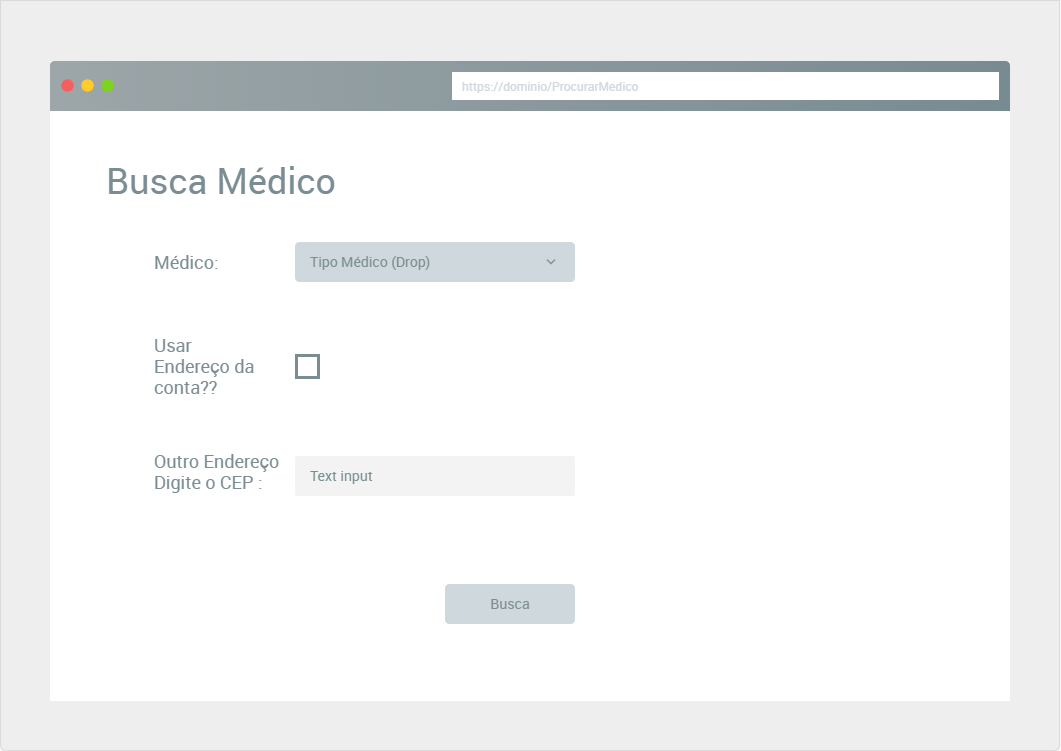 https://dominio/ProcurarMedico
Busca Médico
Médico:
Tipo Médico (Drop)
Usar
Endereço da
conta??
Outro Endereço
Digite o CEP :
Text input
Busca